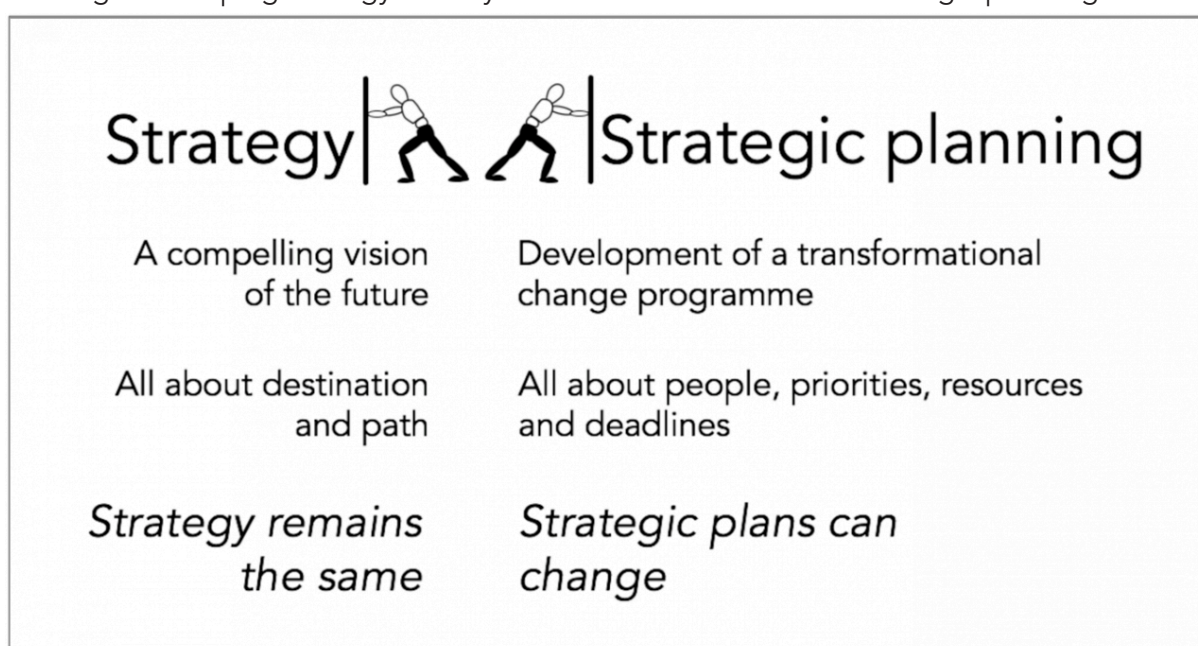 Strategy
Strategic planning
A compelling vision
of the future
Development of a transformational
change programme
All about destination
and path
All about people, priorities, resources
and deadlines
Strategy remains
the same
Strategic plans can
change